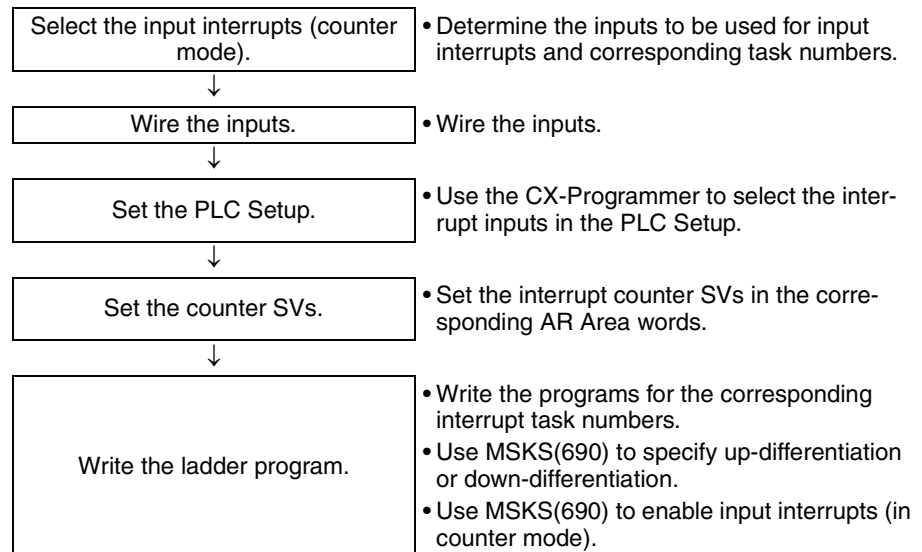 Select the input interrupts (counter
mode).
• Determine the inputs to be used for input
interrupts and corresponding task numbers.
↓
Wire the inputs.
• Wire the inputs.
↓
Set the PLC Setup.
• Use the CX-Programmer to select the inter-
rupt inputs in the PLC Setup.
↓
Set the counter SVs.
• Set the interrupt counter SVs in the corre-
sponding AR Area words.
↓
Write the ladder program.
• Write the programs for the corresponding
interrupt task numbers.
• Use MSKS(690) to specify up-differentiation
or down-differentiation.
• Use MSKS(690) to enable input interrupts (in
counter mode).